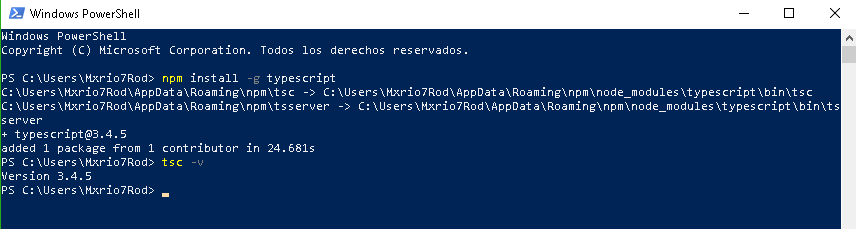 Windows PowerShell
Windows PowerShell
Copyright (C) Microsoft Corporation. Todos los derechos reservados.
PS C:\Users\Mxrio7Rod> npm install -g typescript
C:\Users\Mxrio7Rod\AppData\Roaming\npm\tsc -> C:\Users\Mxrio7Rod\AppData\Roaming\npm\node_modules\typescript\bin\tsc
C:\Users\Mxrio7Rod\AppData\Roaming\npm\tsserver -> C:\Users\Mxrio7Rod\AppData\Roaming\npm\node_modules\typescript\bin\ts
server
+ typescript@3.4.5
added 1 package from 1 contributor in 24.681s
PS C:\Users\Mxrio7Rod> tsc -v
Version 3.4.5
PS C:\Users\Mxrio7Rod>